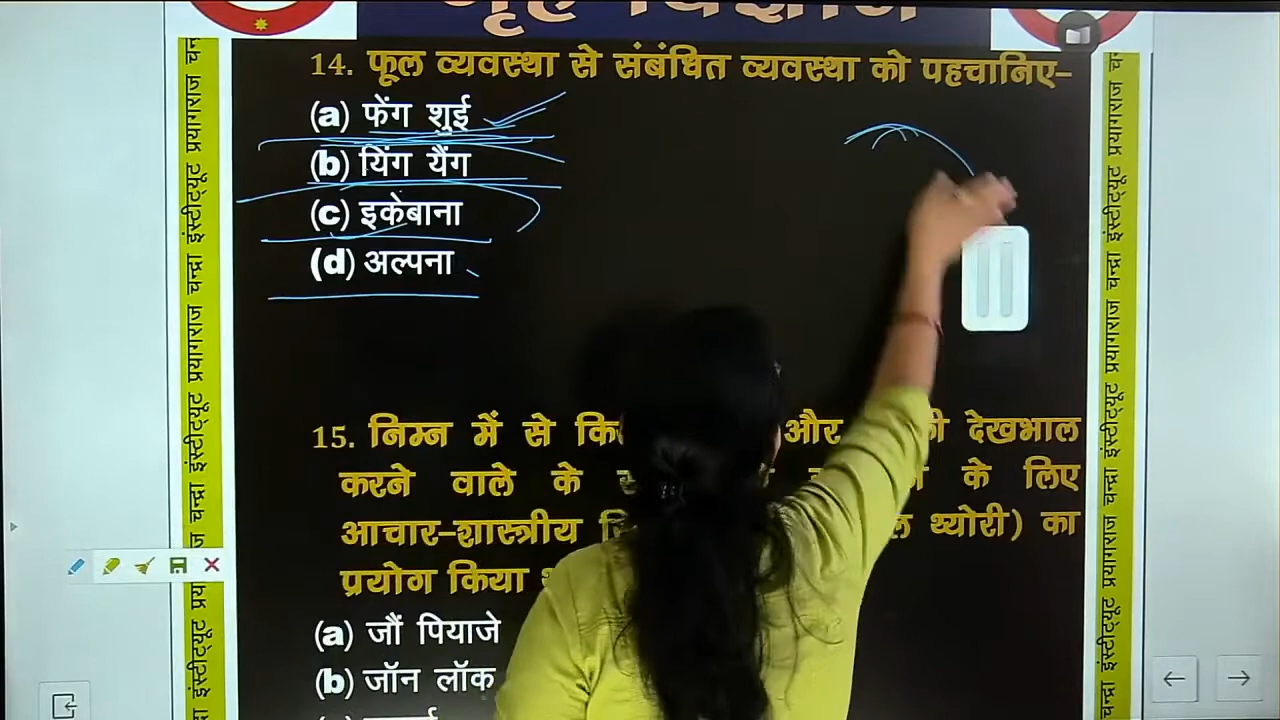 गृह विज्ञान
14. फूल व्यवस्था से संबंधित व्यवस्था को पहचानिए–
(a) फेंग शुई
(b) यिंग यैंग
(c) इकेबाना
(d) अल्पना
15. निम्न में से और देखभाल
करने वाले के के लिए
आचार–शास्त्रीय थ्योरी) का
प्रयोग किया
(a) जौं पियाजे
(b) जॉन लॉक
चन्द्रा इंस्टीट्यूट प्रयागराज
चन्द्रा इंस्टीट्यूट प्रयागराज